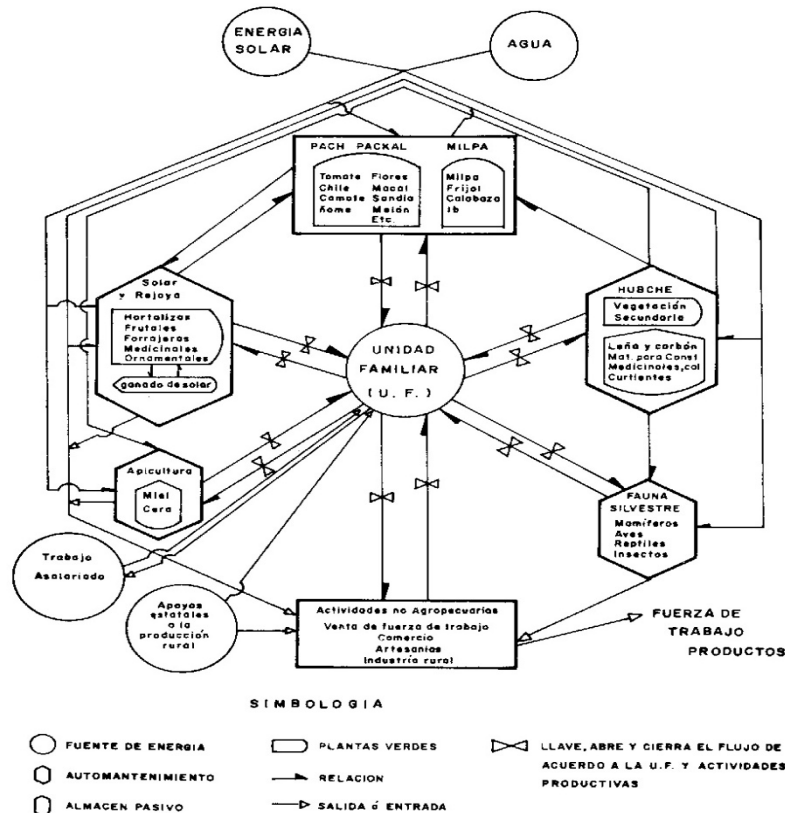 ENERGIA
SOLAR
AGUA
PACH PACKAL
MILPA
Tomate Flores
Chile Macal
Camote Sandía
Ñame Melón
Etc.
Milpa
Frijol
Calabaza
Ib
Solar
y Rejoya
Hortalizas
Frutales
Forrajeras
Medicinales
Ornamentales
ganado de solar
HUBCHE
Vegetación
Secundaria
Leña y carbón
Mat. para Const
Medicinales, col
Curtientes
UNIDAD
FAMILIAR
( U. F. )
Apicultura
Miel
Cera
FAUNA
SILVESTRE
Mamíferos
Aves
Reptiles
Insectos
Trabajo
Asalariado
Apoyos
estatales
a la
producción
rural
Actividades no Agropecuarias
Venta de fuerza de trabajo
Comercio
Artesanías
Industria rural
FUERZA DE
TRABAJO
PRODUCTOS
SIMBOLOGIA
FUENTE DE ENERGIA
AUTOMANTENIMIENTO
ALMACEN PASIVO
PLANTAS VERDES
RELACION
SALIDA ó ENTRADA
LLAVE, ABRE Y CIERRA EL FLUJO DE
ACUERDO A LA U.F. Y ACTIVIDADES
PRODUCTIVAS